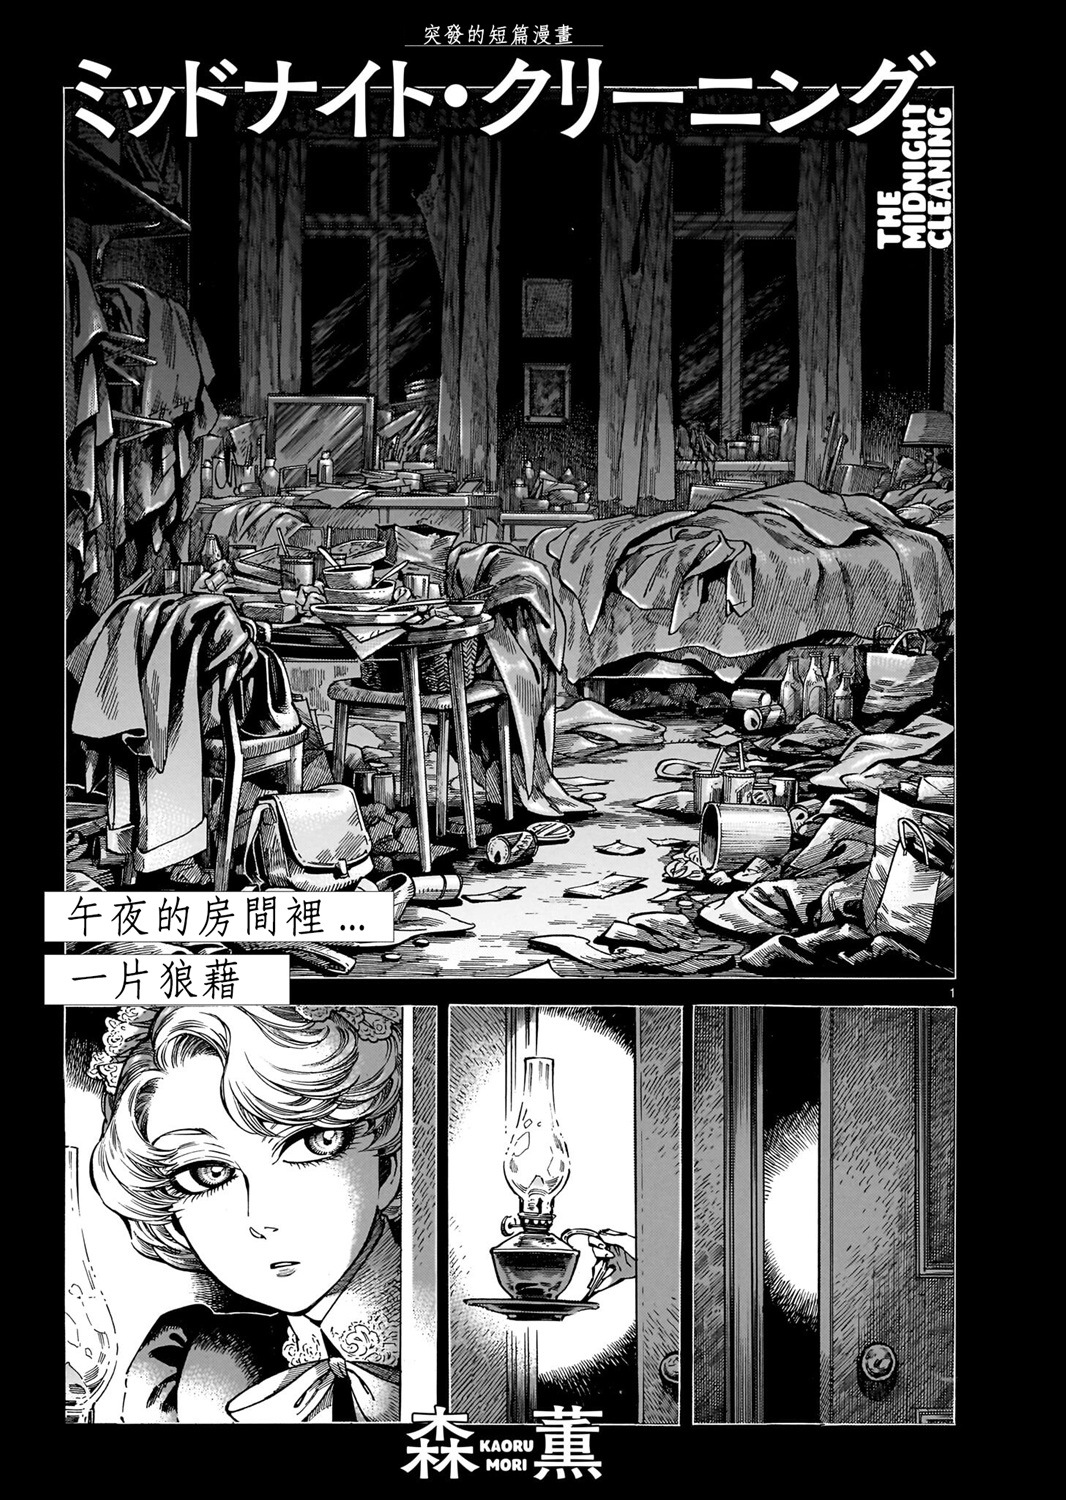 突發的短篇漫畫
ミッドナイト・クリーニング
THE
MIDNIGHT
CLEANING
午夜的房間裡...
一片狼藉
1
森薫
KAORU
MORI